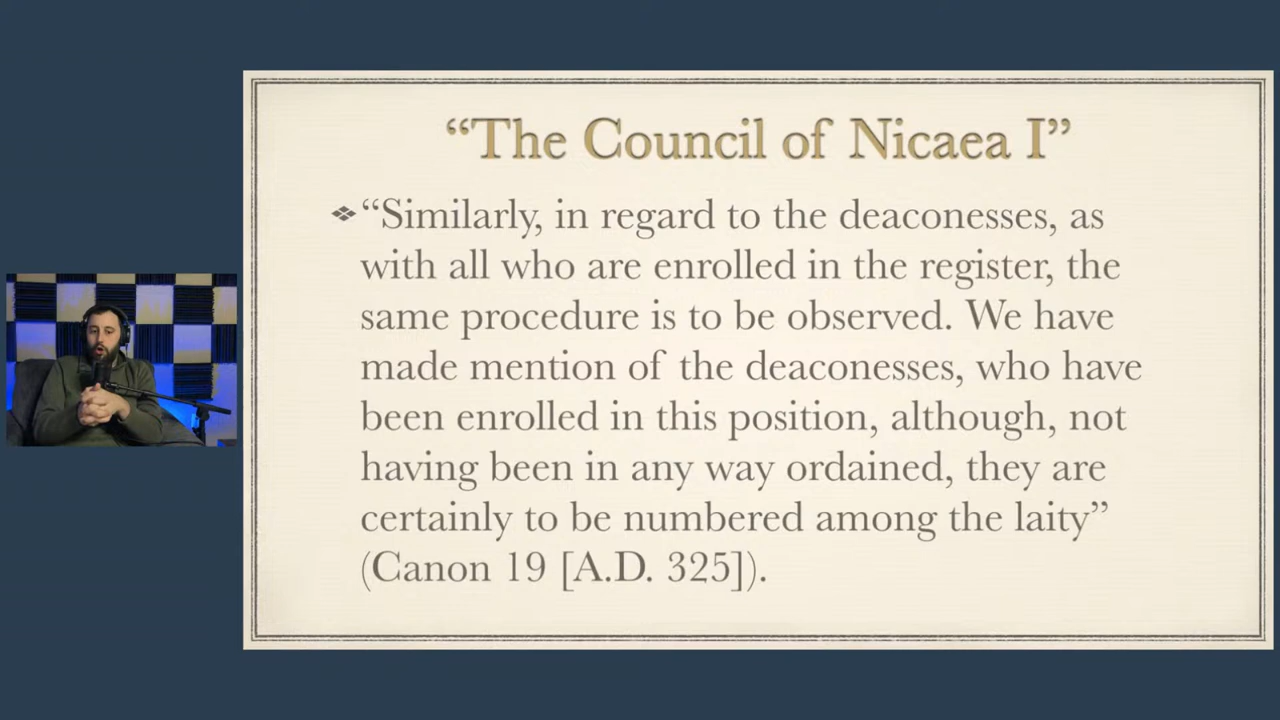 “The Council of Nicaea I”
“Similarly, in regard to the deaconesses, as
with all who are enrolled in the register, the
same procedure is to be observed. We have
made mention of the deaconesses, who have
been enrolled in this position, although, not
having been in any way ordained, they are
certainly to be numbered among the laity”
(Canon 19 [A.D. 325]).